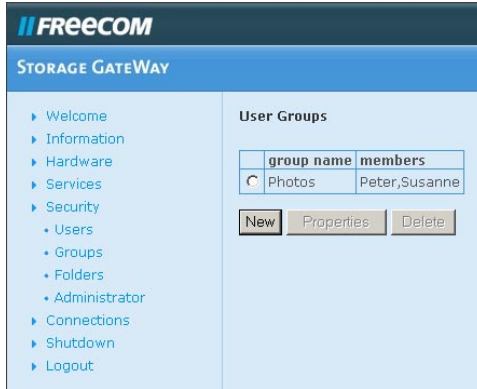 FREECOM
STORAGE GATEWAY
Welcome
Information
Hardware
Services
Security
Users
Groups
Folders
Administrator
Connections
Shutdown
Logout
User Groups
group name members
Photos Peter,Susanne
New Properties Delete